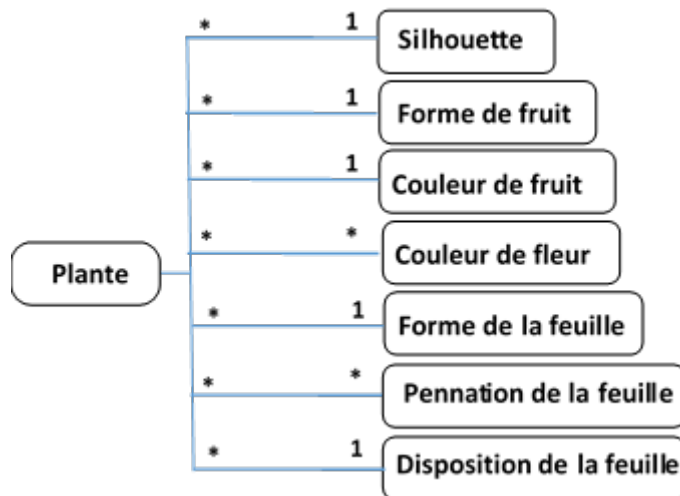 * 1 Silhouette
* 1 Forme de fruit
* 1 Couleur de fruit
* * Couleur de fleur
Plante
* 1 Forme de la feuille
* * Pennation de la feuille
* 1 Disposition de la feuille